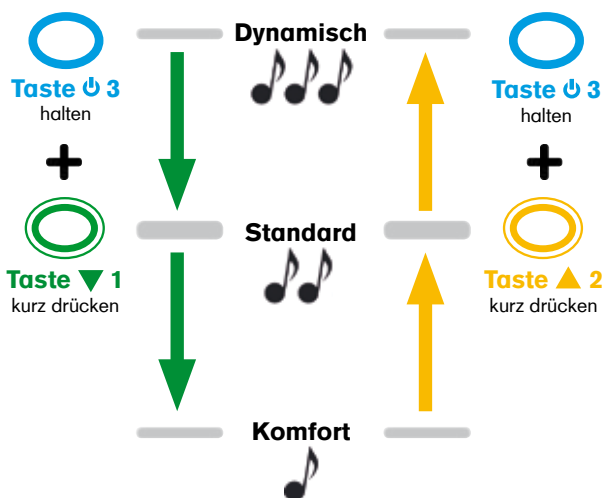 Dynamisch
Taste ⏻ 3
halten
+
Taste ▼ 1
kurz drücken
Standard
Komfort
Taste ⏻ 3
halten
+
Taste ▲ 2
kurz drücken